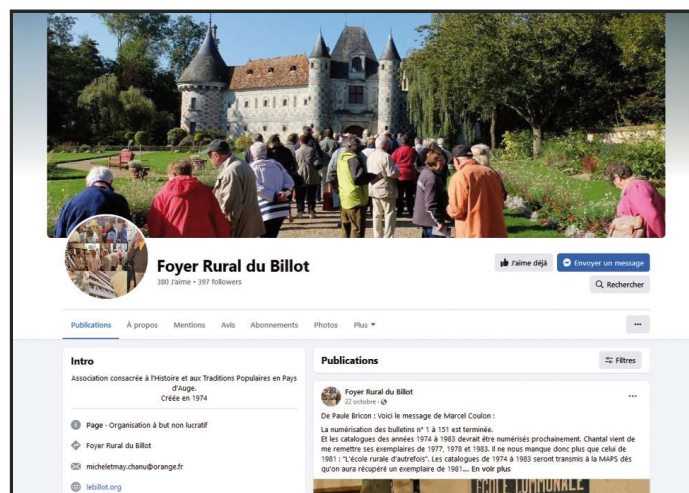 Foyer Rural du Billot
380 J'aime • 397 followers
J'aime déjà
Envoyer un message
Rechercher
Publications
À propos
Mentions
Avis
Abonnements
Photos
Plus
Intro
Association consacrée à l'Histoire et aux Traditions Populaires en Pays
d'Auge.
Créée en 1974
Page · Organisation à but non lucratif
Foyer Rural du Billot
micheletmay.chanu@orange.fr
lebillot.org
Publications
Filtres
Foyer Rural du Billot
22 octobre ·
De Paule Bricon : Voici le message de Marcel Coulon :
La numérisation des bulletins n° 1 à 151 est terminée.
Et les catalogues des années 1974 à 1983 devrait être numérisés prochainement. Chantal vient de
me remettre ses exemplaires de 1977, 1978 et 1983. Il ne nous manque donc plus que celui de
1981 : "L'école rurale d'autrefois". Les catalogues de 1974 à 1983 seront transmis à la MAPS dès
qu'on aura récupéré un exemplaire de 1981... En voir plus
ÉCOLE COMMUNALE